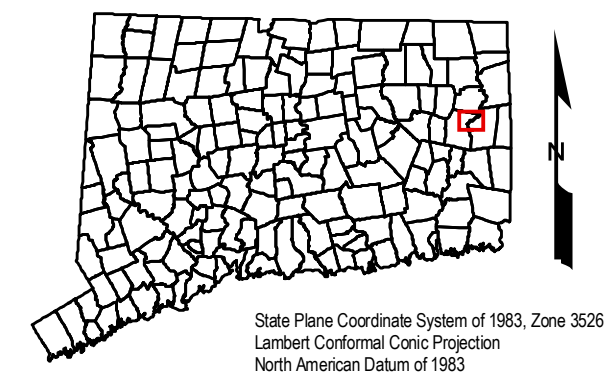 N
State Plane Coordinate System of 1983, Zone 3526
Lambert Conformal Conic Projection
North American Datum of 1983